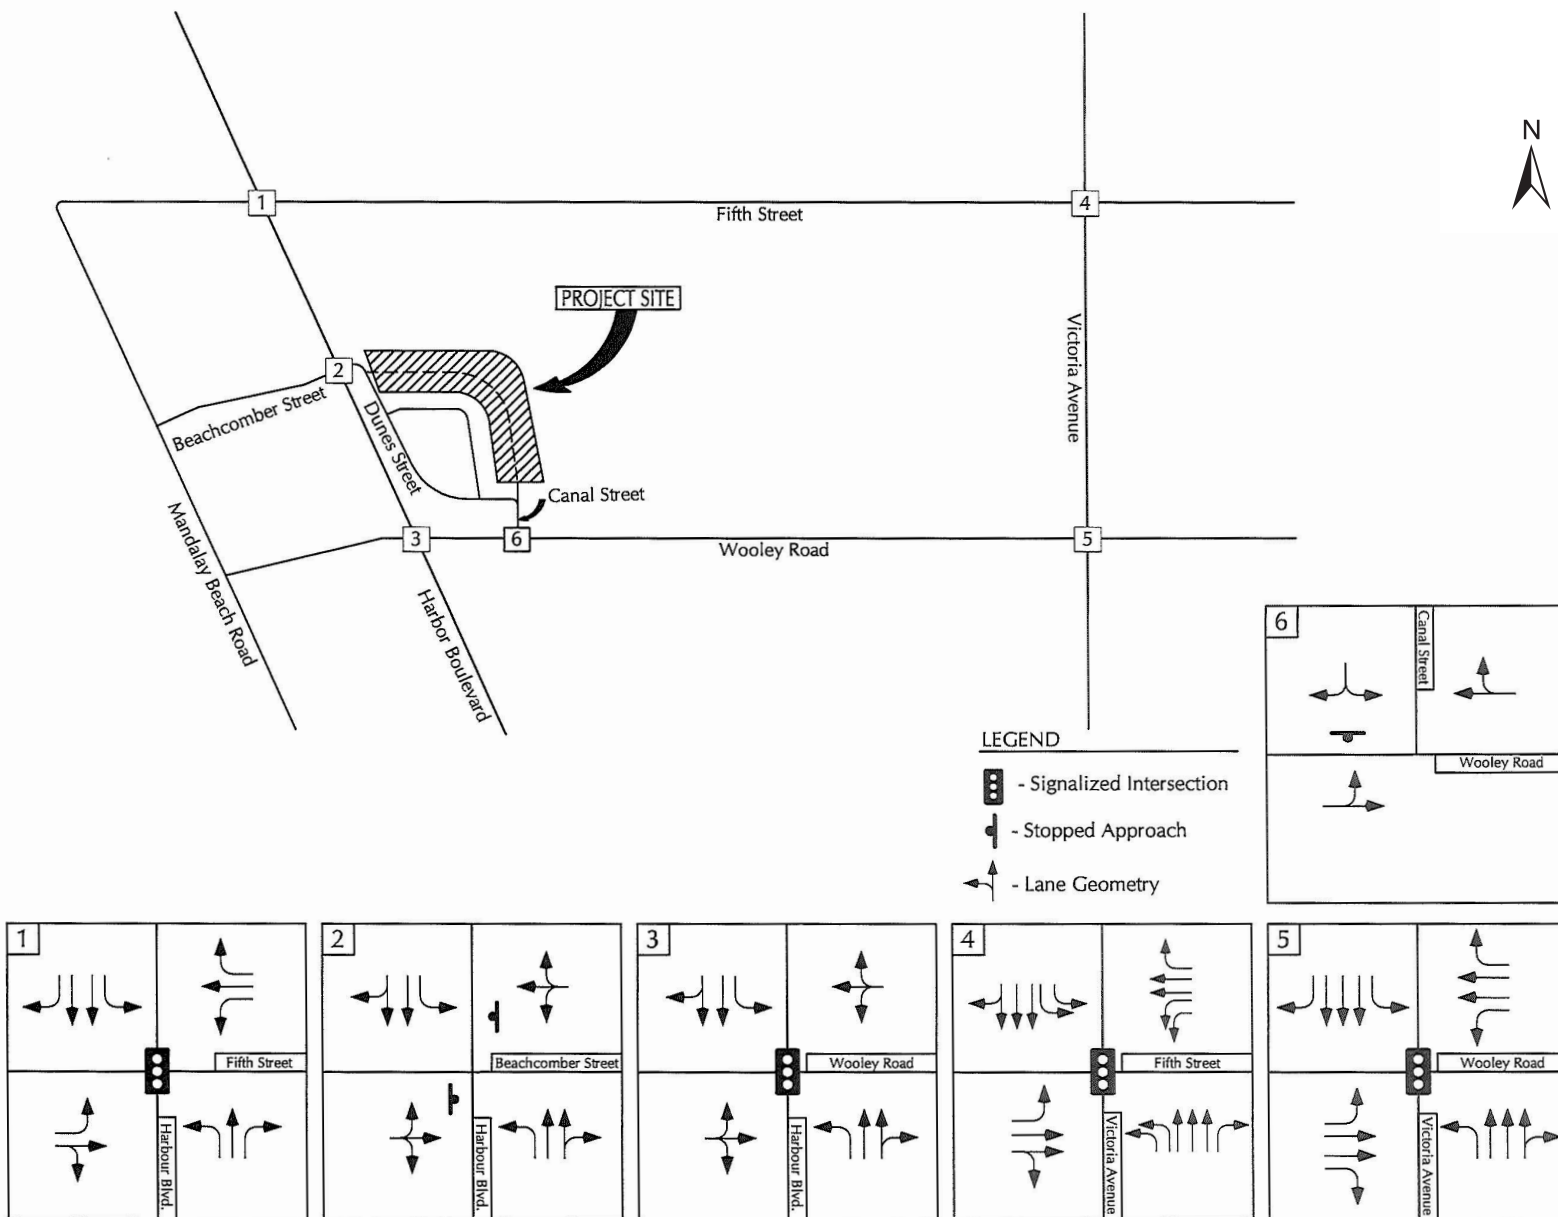 N
1
Fifth Street
4
PROJECT SITE
Victoria Avenue
2
Beachcomber Street
Dunes Street
Canal Street
Mandalay Beach Road
3
6
Wooley Road
5
Harbor Boulevard
LEGEND
- Signalized Intersection
- Stopped Approach
- Lane Geometry
6
Canal Street
Wooley Road
1
Fifth Street
Harbour Blvd.
2
Beachcomber Street
Harbour Blvd.
3
Wooley Road
Harbour Blvd.
4
Fifth Street
Victoria Avenue
5
Wooley Road
Victoria Avenue